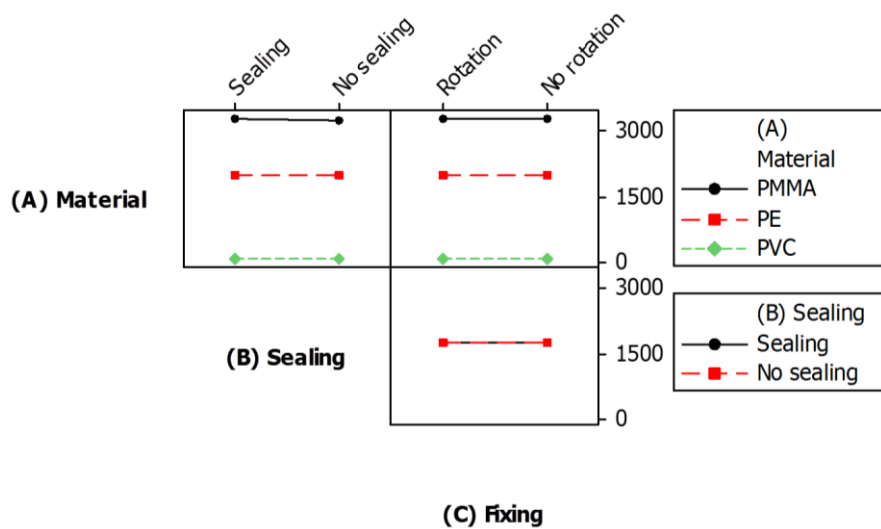 Sealing
No sealing
Rotation
No rotation
(A) Material
3000
1500
0
(A)
Material
PMMA
PE
PVC
(B) Sealing
3000
1500
0
(B) Sealing
Sealing
No sealing
(C) Fixing